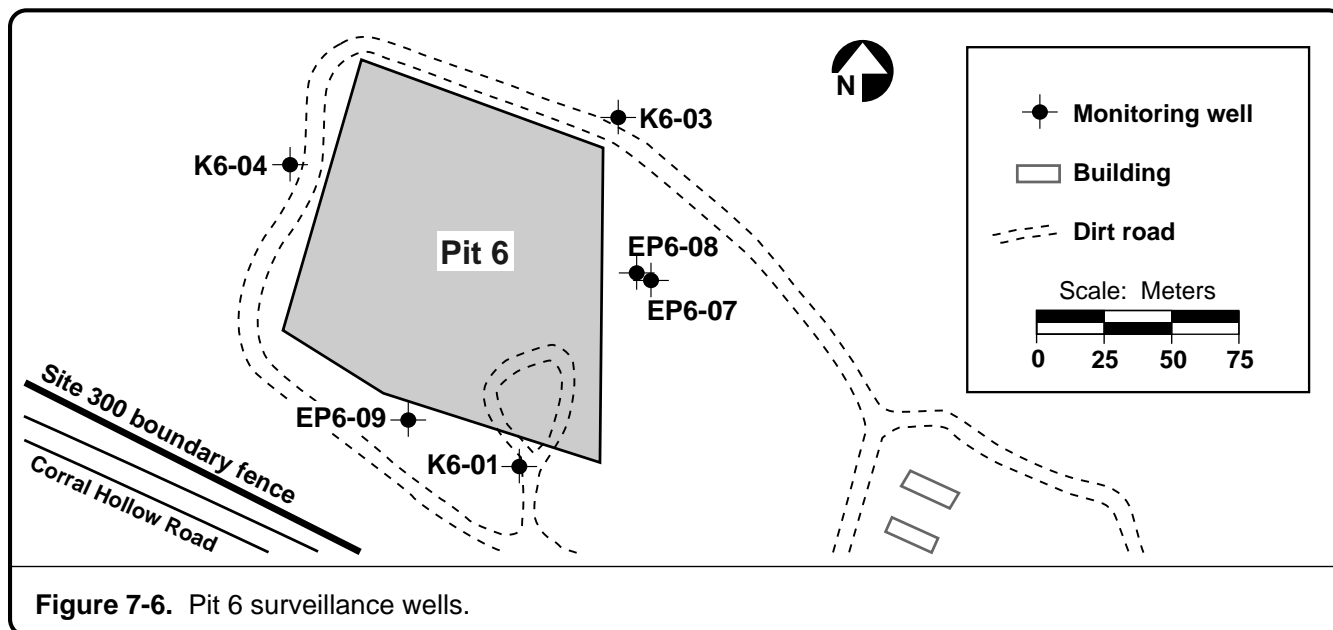 N
K6-03
K6-04
Pit 6
EP6-08
EP6-07
EP6-09
K6-01
Site 300 boundary fence
Corral Hollow Road
Monitoring well
Building
Dirt road
Scale: Meters
0 25 50 75
Figure 7-6. Pit 6 surveillance wells.